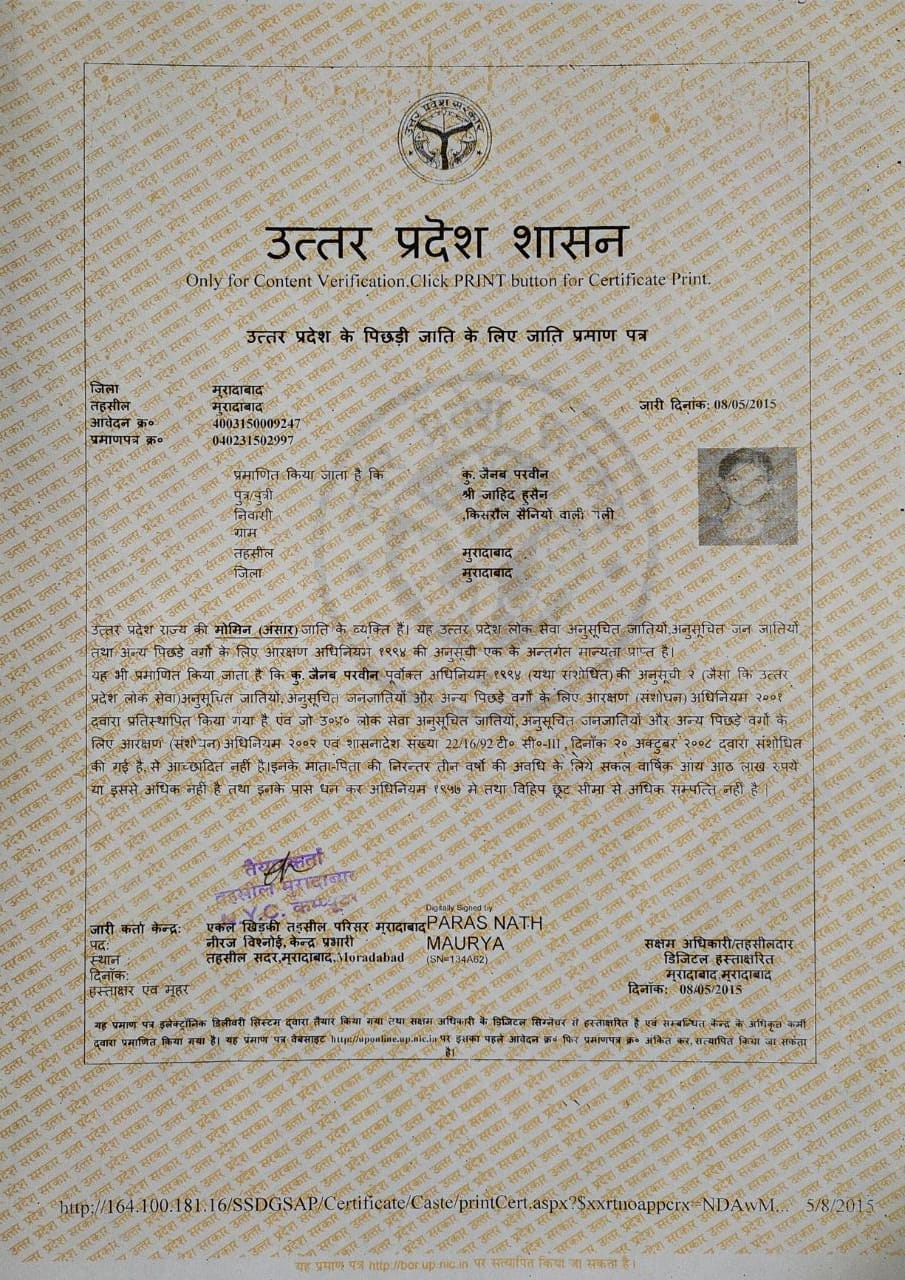 उत्तर प्रदेश सरकार
उत्तर प्रदेश शासन
Only for Content Verification.Click PRINT button for Certificate Print.
उत्तर प्रदेश के पिछड़ी जाति के लिए जाति प्रमाण पत्र
जिला मुरादाबाद
तहसील मुरादाबाद जारी दिनांक: 08/05/2015
आवेदन क्र० 4003150009247
प्रमाणपत्र क्र० 040231502997
प्रमाणित किया जाता है कि कु. जैनब परवीन
पुत्र/पुत्री श्री जाहिद हुसैन
निवासी ,किसरौल सैनियों वाली
ग्राम
तहसील मुरादाबाद
जिला मुरादाबाद
उत्तर प्रदेश राज्य की मोमिन (अंसार) जाति के व्यक्ति हैं। यह उत्तर प्रदेश लोक सेवा अनुसूचित जातियों,अनुसूचित जन जातियों
तथा अन्य पिछड़े वर्गों के लिए आरक्षण अधिनियम १९९४ की अनुसूची एक के अन्तर्गत मान्यता प्राप्त है।
यह भी प्रमाणित किया जाता है कि कु. जैनब परवीन पूर्वोक्त अधिनियम १९९४ (यथा संशोधित) की अनुसूची २ (जैसा कि उत्तर
प्रदेश लोक सेवा)अनुसूचित जातियों,अनुसूचित जनजातियों और अन्य पिछड़े वर्गों के लिए आरक्षण (संशोधन) अधिनियम २००१
दवारा प्रतिस्थापित किया गया है एंव जो उ०प्र० लोक सेवा अनुसूचित जातियों,अनुसूचित जनजातियों और अन्य पिछड़े वर्गों के
लिए आरक्षण (संशोधन) अधिनियम २००२ एवं शासनादेश संख्या 22/16/92 टी० सी०-III , दिनाँक २० अक्टुबर २००८ दवारा संशोधित
की गई है, से आच्छादित नहीं है।इनके माता-पिता की निरन्तर तीन वर्षों की अवधि के लिये सकल वार्षिक आय आठ लाख रुपये
या इससे अधिक नहीं है तथा इनके पास धन कर अधिनियम १९५७ मे तथा विहिप छूट सीमा से अधिक सम्पत्ति नहीं है ।
तहसील मुरादाबाद
Y.C. कम्प्यूटर
Digitally Signed by
PARAS NATH
MAURYA
(SN=134A62)
जारी कर्ता केन्द्र: एकल खिड़की तहसील परिसर मुरादाबाद
पद: नीरज विश्नोई,केन्द्र प्रभारी सक्षम अधिकारी/तहसीलदार
स्थान : तहसील सदर,मुरादाबाद,Moradabad डिजिटल हस्ताक्षरित
दिनाँक: मुरादाबाद,मुरादाबाद
हस्ताक्षर एवं मुहर दिनाँक: 08/05/2015
यह प्रमाण पत्र इलेक्ट्रॉनिक डिलीवरी सिस्टम दवारा तैयार किया गया तथा सक्षम अधिकारी के डिजिटल सिग्नेचर से हस्ताक्षरित है एवं सम्बन्धित केन्द्र के अधिकृत कर्मी
दवारा प्रमाणित किया गया है। यह प्रमाण पत्र वेबसाइट http://uponline.up.nic.in पर इसका पहले आवेदन क्र० फिर प्रमाणपत्र क्र० अंकित कर, सत्यापित किया जा सकता
है।
http://164.100.181.16/SSDGSAP/Certificate/Caste/printCert.aspx?$xxrtnoappcrx=NDAwM... 5/8/2015
यह प्रमाण पत्र http://bor.up.nic.in पर सत्यापित किया जा सकता है।